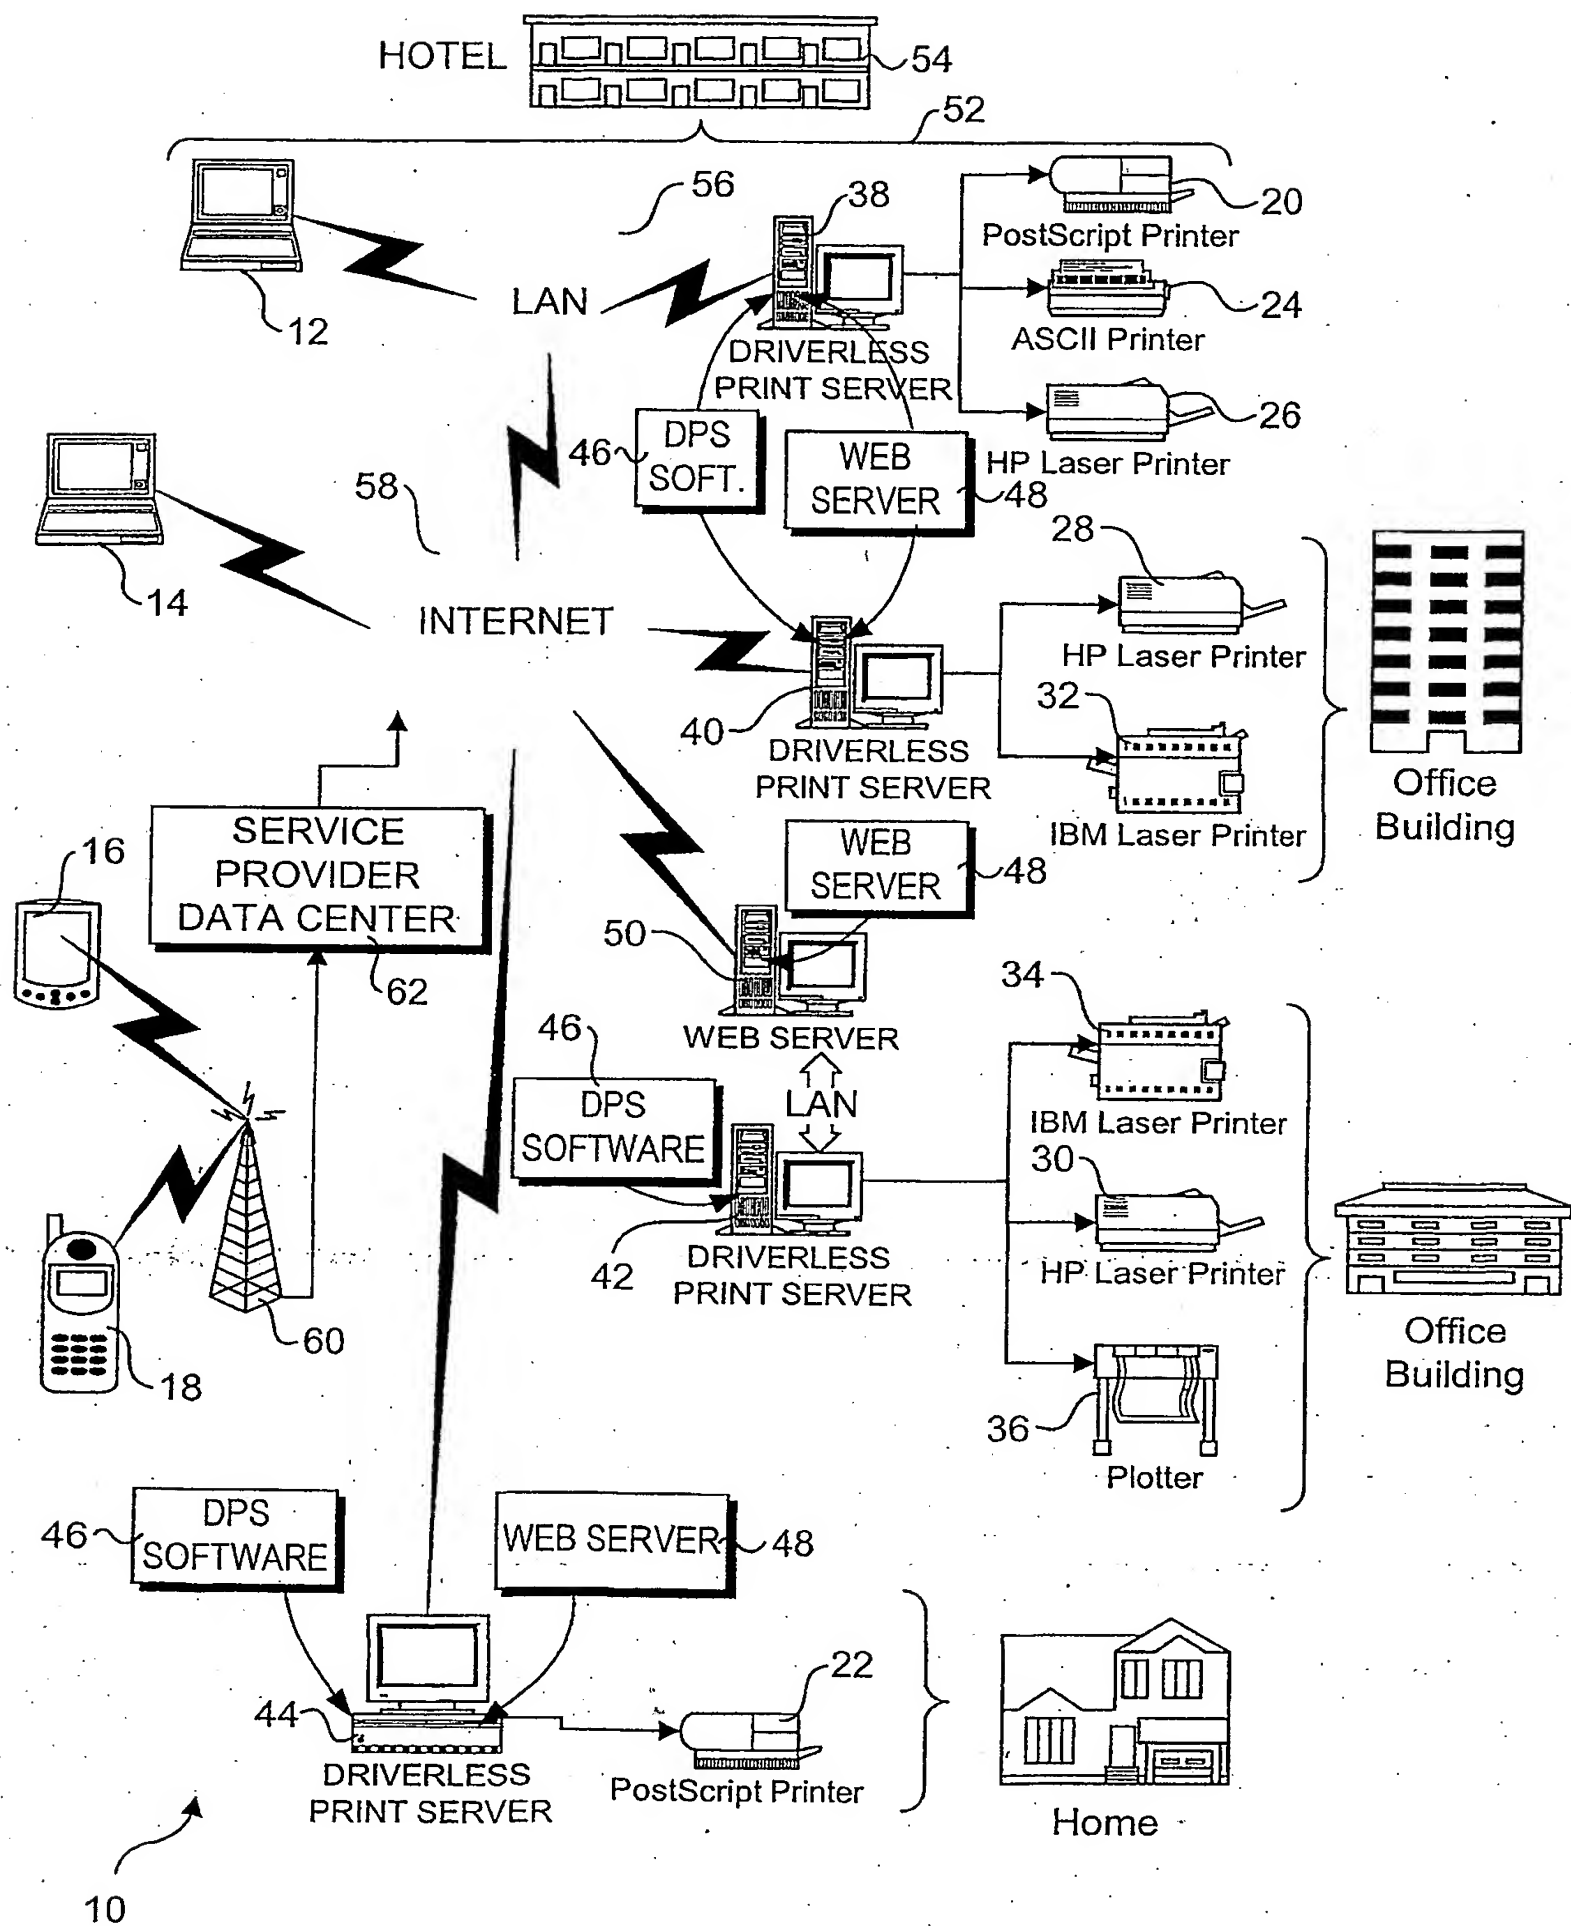 HOTEL
54
52
12
56
LAN
38
DRIVERLESS
PRINT SERVER
20
PostScript Printer
24
ASCII Printer
26
HP Laser Printer
46
DPS
SOFT.
WEB
SERVER
48
14
58
INTERNET
40
DRIVERLESS
PRINT SERVER
28
HP Laser Printer
32
IBM Laser Printer
Office
Building
SERVICE
PROVIDER
DATA CENTER
62
16
WEB
SERVER
48
50
WEB SERVER
LAN
46
DPS
SOFTWARE
42
DRIVERLESS
PRINT SERVER
34
IBM Laser Printer
30
HP Laser Printer
36
Plotter
Office
Building
60
18
46
DPS
SOFTWARE
WEB SERVER
48
44
DRIVERLESS
PRINT SERVER
22
PostScript Printer
Home
10